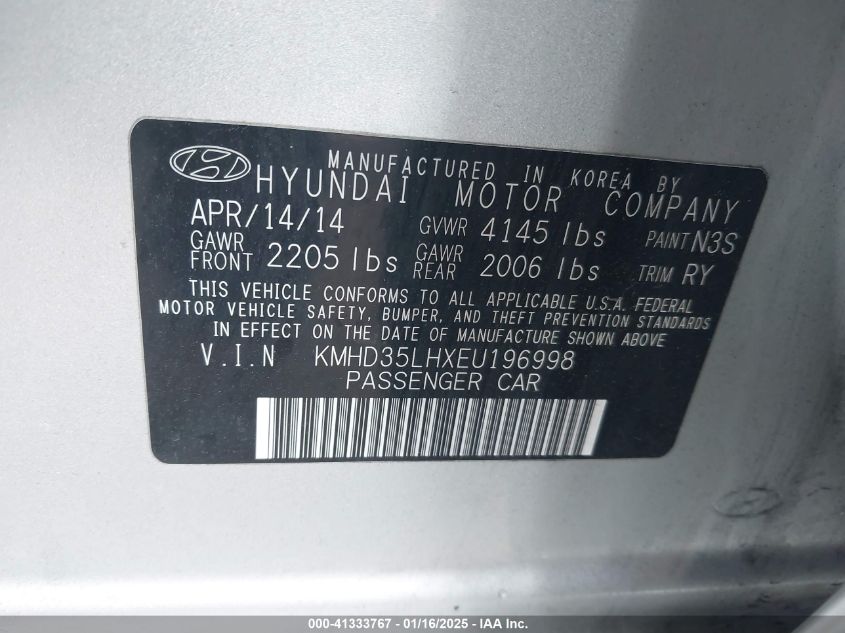 MANUFACTURED IN KOREA BY
HYUNDAI MOTOR COMPANY
APR/14/14 GVWR 4145 lbs PAINT N3S
GAWR FRONT 2205 lbs GAWR REAR 2006 lbs TRIM RY
THIS VEHICLE CONFORMS TO ALL APPLICABLE U.S.A. FEDERAL
MOTOR VEHICLE SAFETY, BUMPER, AND THEFT PREVENTION STANDARDS
IN EFFECT ON THE DATE OF MANUFACTURE SHOWN ABOVE
V.I.N KMHD35LHXEU196998
PASSENGER CAR
000-41333767 - 01/16/2025 - IAA Inc.